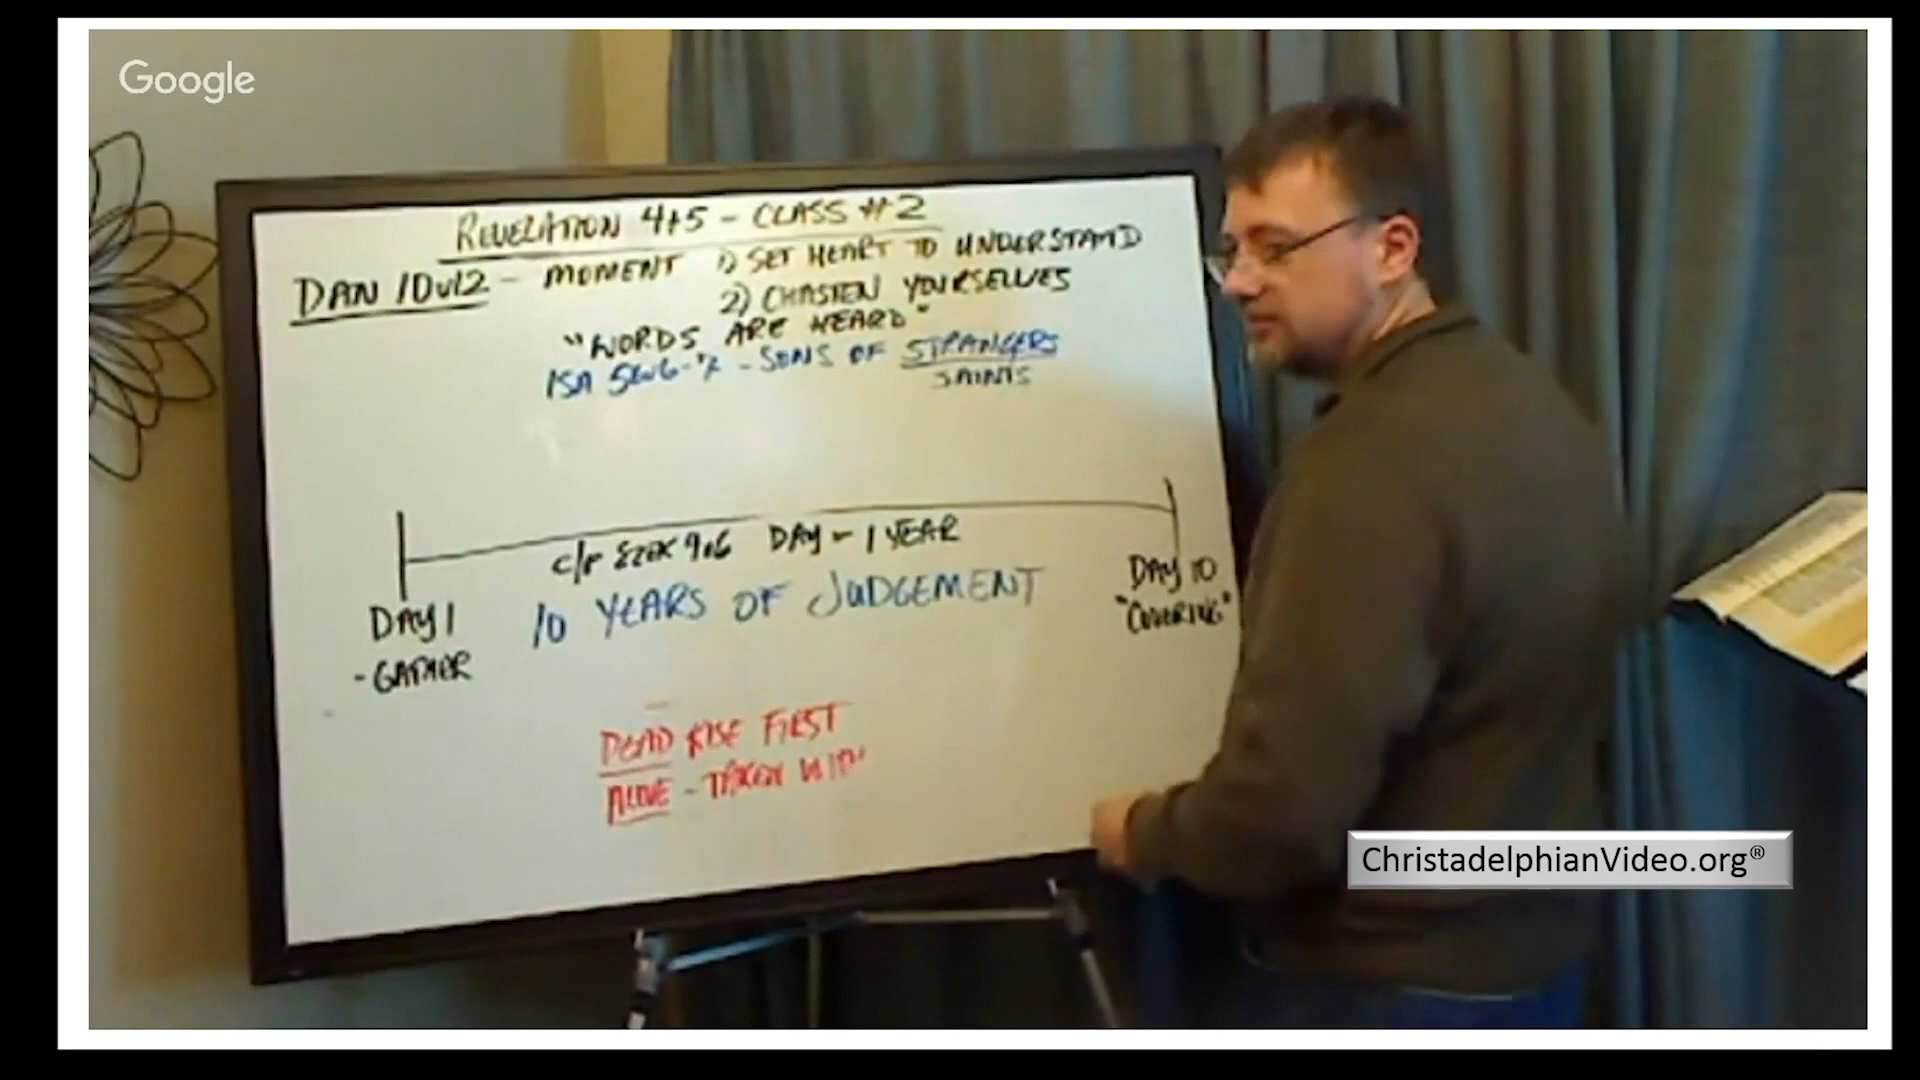 Google
REVELATION 4+5 - CLASS #2
DAN 10v12 - MOMENT 1) SET HEART TO UNDERSTAND
2) CHASTEN YOURSELVES
"WORDS ARE HEARD"
ISA 56v6-7 - SONS OF STRANGERS
SAINTS
c/r EZEK 4v6 DAY = 1 YEAR
DAY 1
- GATHER
10 YEARS OF JUDGEMENT
DAY 10
"COVERING"
DEAD RISE FIRST
ALIVE - TAKEN WITH
ChristadelphianVideo.org®